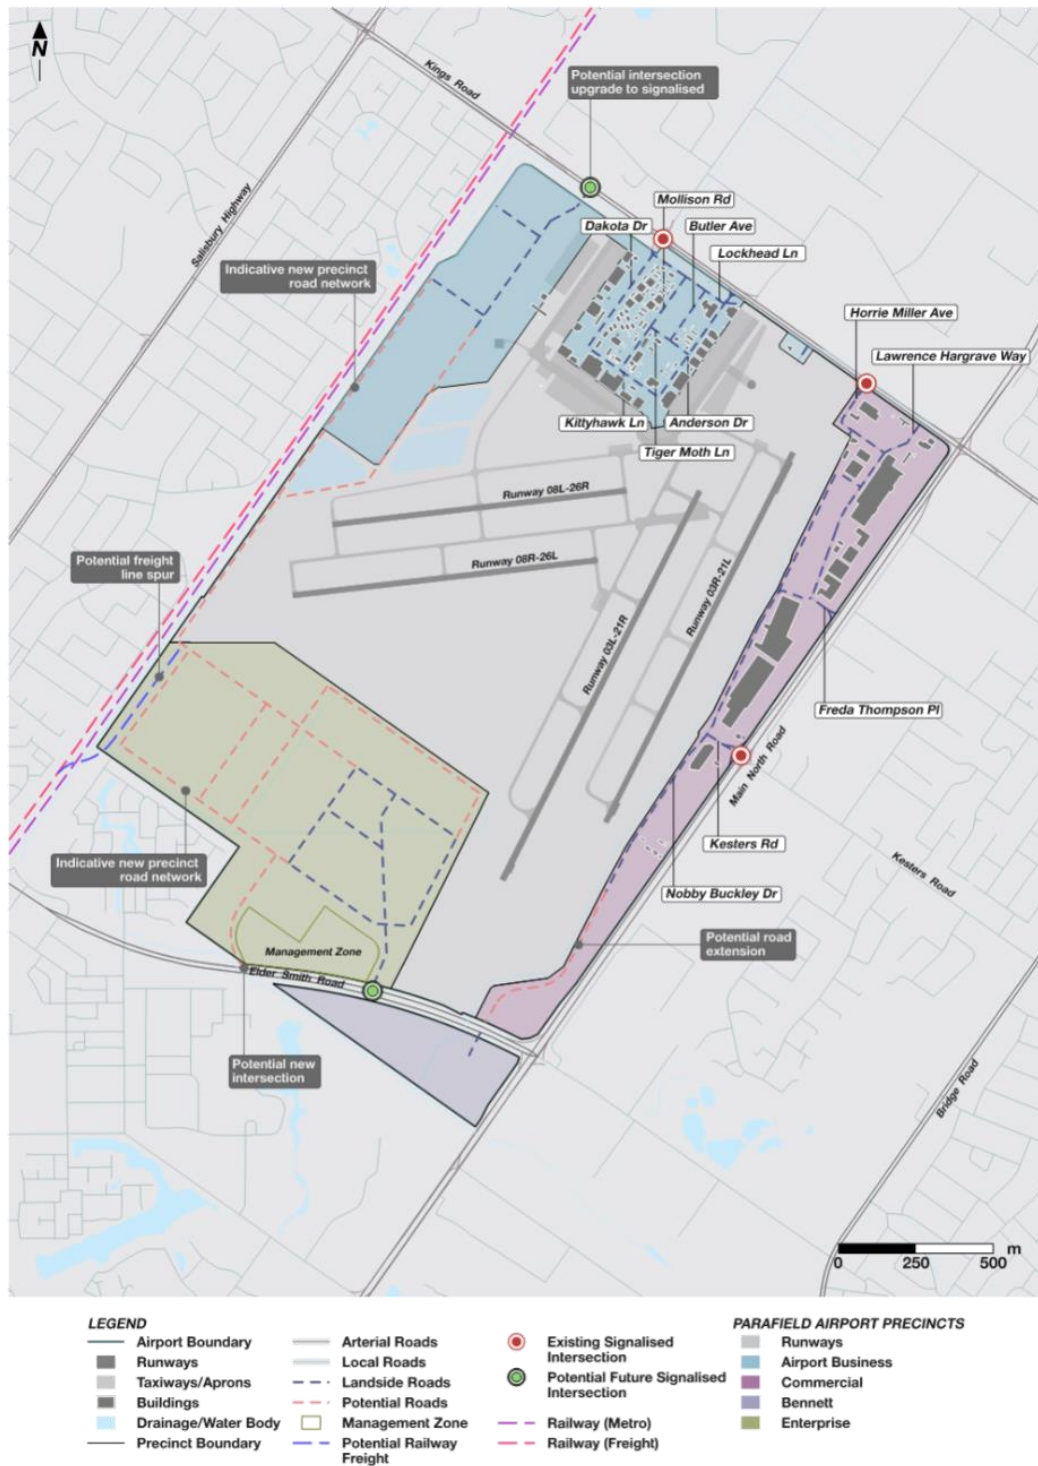 N
Kings Road
Potential intersection
upgrade to signalised
Salisbury Highway
Mollison Rd
Dakota Dr
Butler Ave
Lockhead Ln
Indicative new precinct
road network
Horrie Miller Ave
Lawrence Hargrave Way
Kittyhawk Ln
Anderson Dr
Tiger Moth Ln
Runway 08L-26R
Runway 08R-26L
Potential freight
line spur
Runway 03L-21R
Runway 03R-21L
Freda Thompson Pl
Main North Road
Kesters Rd
Kesters Road
Indicative new precinct
road network
Nobby Buckley Dr
Potential road
extension
Management Zone
Elder Smith Road
Potential new
intersection
Bridge Road
0 250 500 m
LEGEND
Airport Boundary
Runways
Taxiways/Aprons
Buildings
Drainage/Water Body
Precinct Boundary
Arterial Roads
Local Roads
Landside Roads
Potential Roads
Management Zone
Potential Railway
Freight
Existing Signalised
Intersection
Potential Future Signalised
Intersection
Railway (Metro)
Railway (Freight)
PARAFIELD AIRPORT PRECINCTS
Runways
Airport Business
Commercial
Bennett
Enterprise